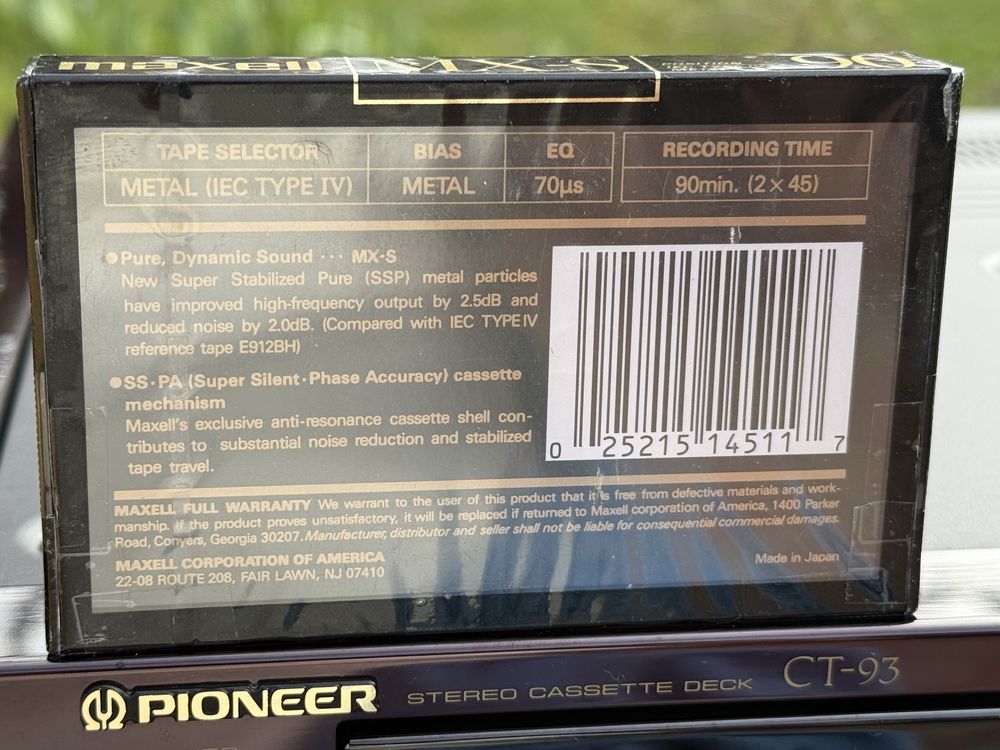 maxell MX-S 90
TAPE SELECTOR BIAS EQ RECORDING TIME
METAL (IEC TYPE IV) METAL 70µs 90min. (2×45)
●Pure, Dynamic Sound ··· MX-S
New Super Stabilized Pure (SSP) metal particles
have improved high-frequency output by 2.5dB and
reduced noise by 2.0dB. (Compared with IEC TYPE IV
reference tape E912BH)
●SS·PA (Super Silent·Phase Accuracy) cassette
mechanism
Maxell's exclusive anti-resonance cassette shell con-
tributes to substantial noise reduction and stabilized
tape travel.
0 25215 14511 7
MAXELL FULL WARRANTY We warrant to the user of this product that it is free from defective materials and work-
manship. If the product proves unsatisfactory, it will be replaced if returned to Maxell corporation of America, 1400 Parker
Road, Conyers, Georgia 30207. Manufacturer, distributor and seller shall not be liable for consequential commercial damages.
MAXELL CORPORATION OF AMERICA
22-08 ROUTE 208, FAIR LAWN, NJ 07410
Made in Japan
PIONEER STEREO CASSETTE DECK CT-93